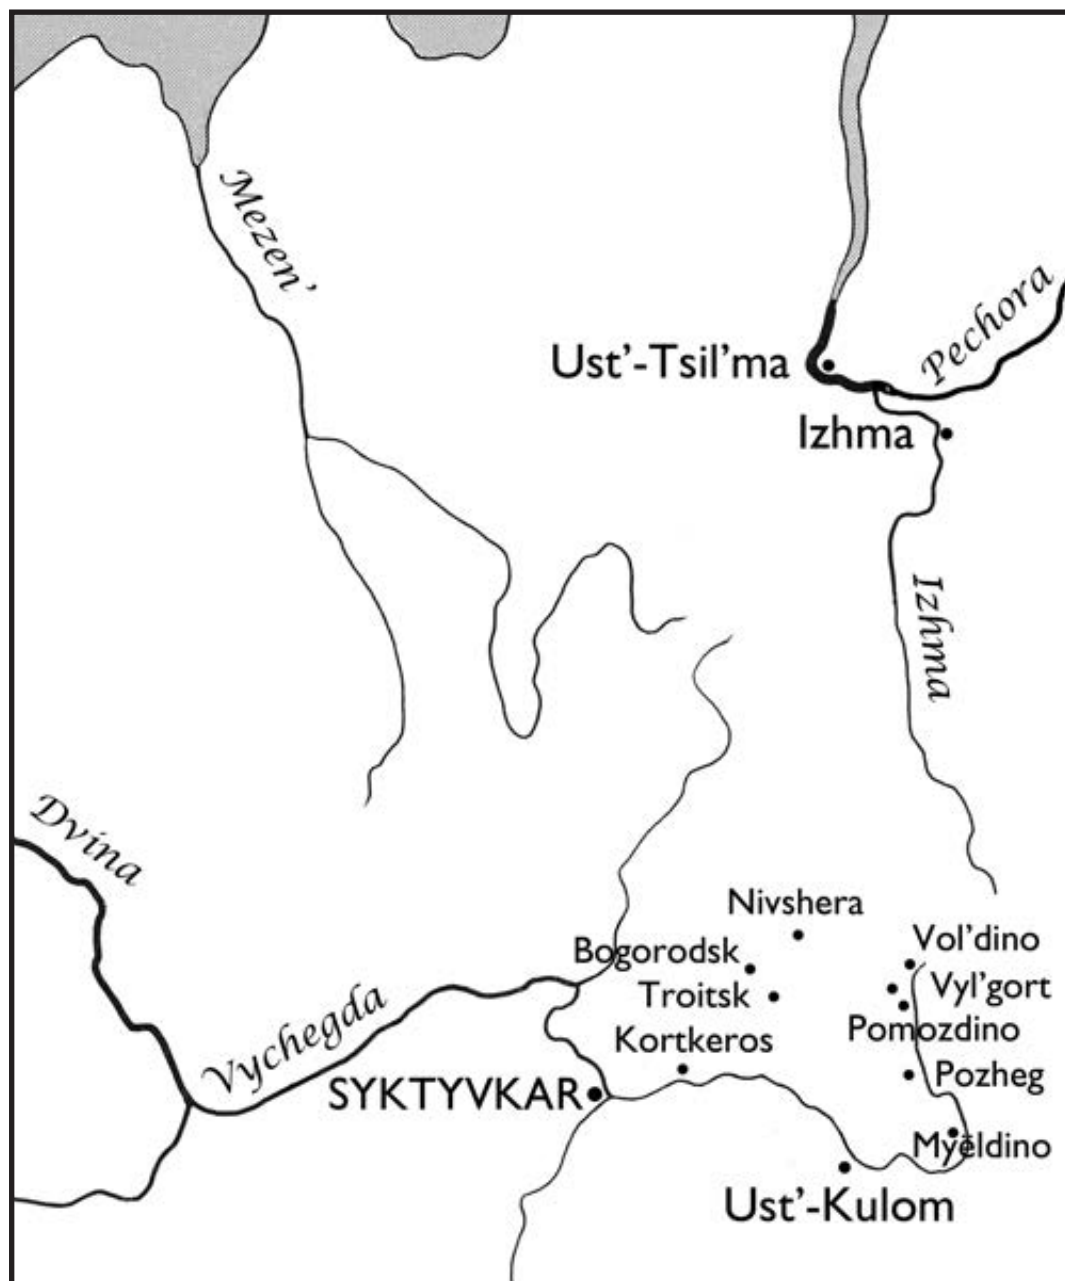 Mezen’
Pechora
Ust’-Tsil’ma
Izhma
Izhma
Dvina
Nivshera
Vol’dino
Bogorodsk
Vyl’gort
Troitsk
Pomozdino
Kortkeros
Vychegda
Pozheg
SYKTYVKAR
Myëldino
Ust’-Kulom